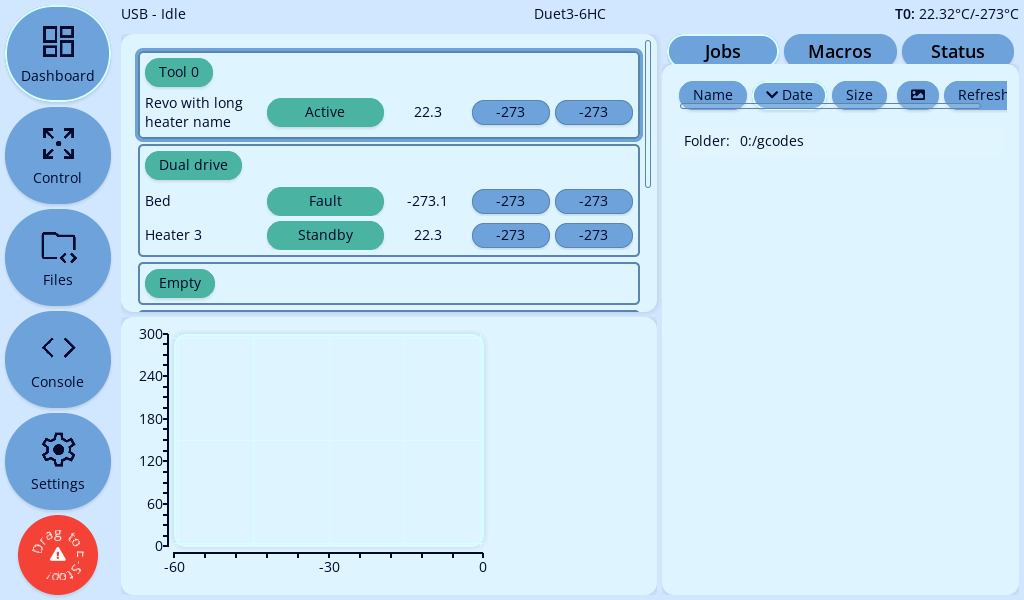 USB - Idle
Duet3-6HC
T0: 22.32°C/-273°C
Dashboard
Control
Files
Console
Settings
Drag to E-Stop!
Tool 0
Revo with long
heater name
Active
22.3
-273
-273
Dual drive
Bed
Fault
-273.1
-273
-273
Heater 3
Standby
22.3
-273
-273
Empty
300
240
180
120
60
0
-60
-30
0
Jobs
Macros
Status
Name
Date
Size
Refresh
Folder: 0:/gcodes